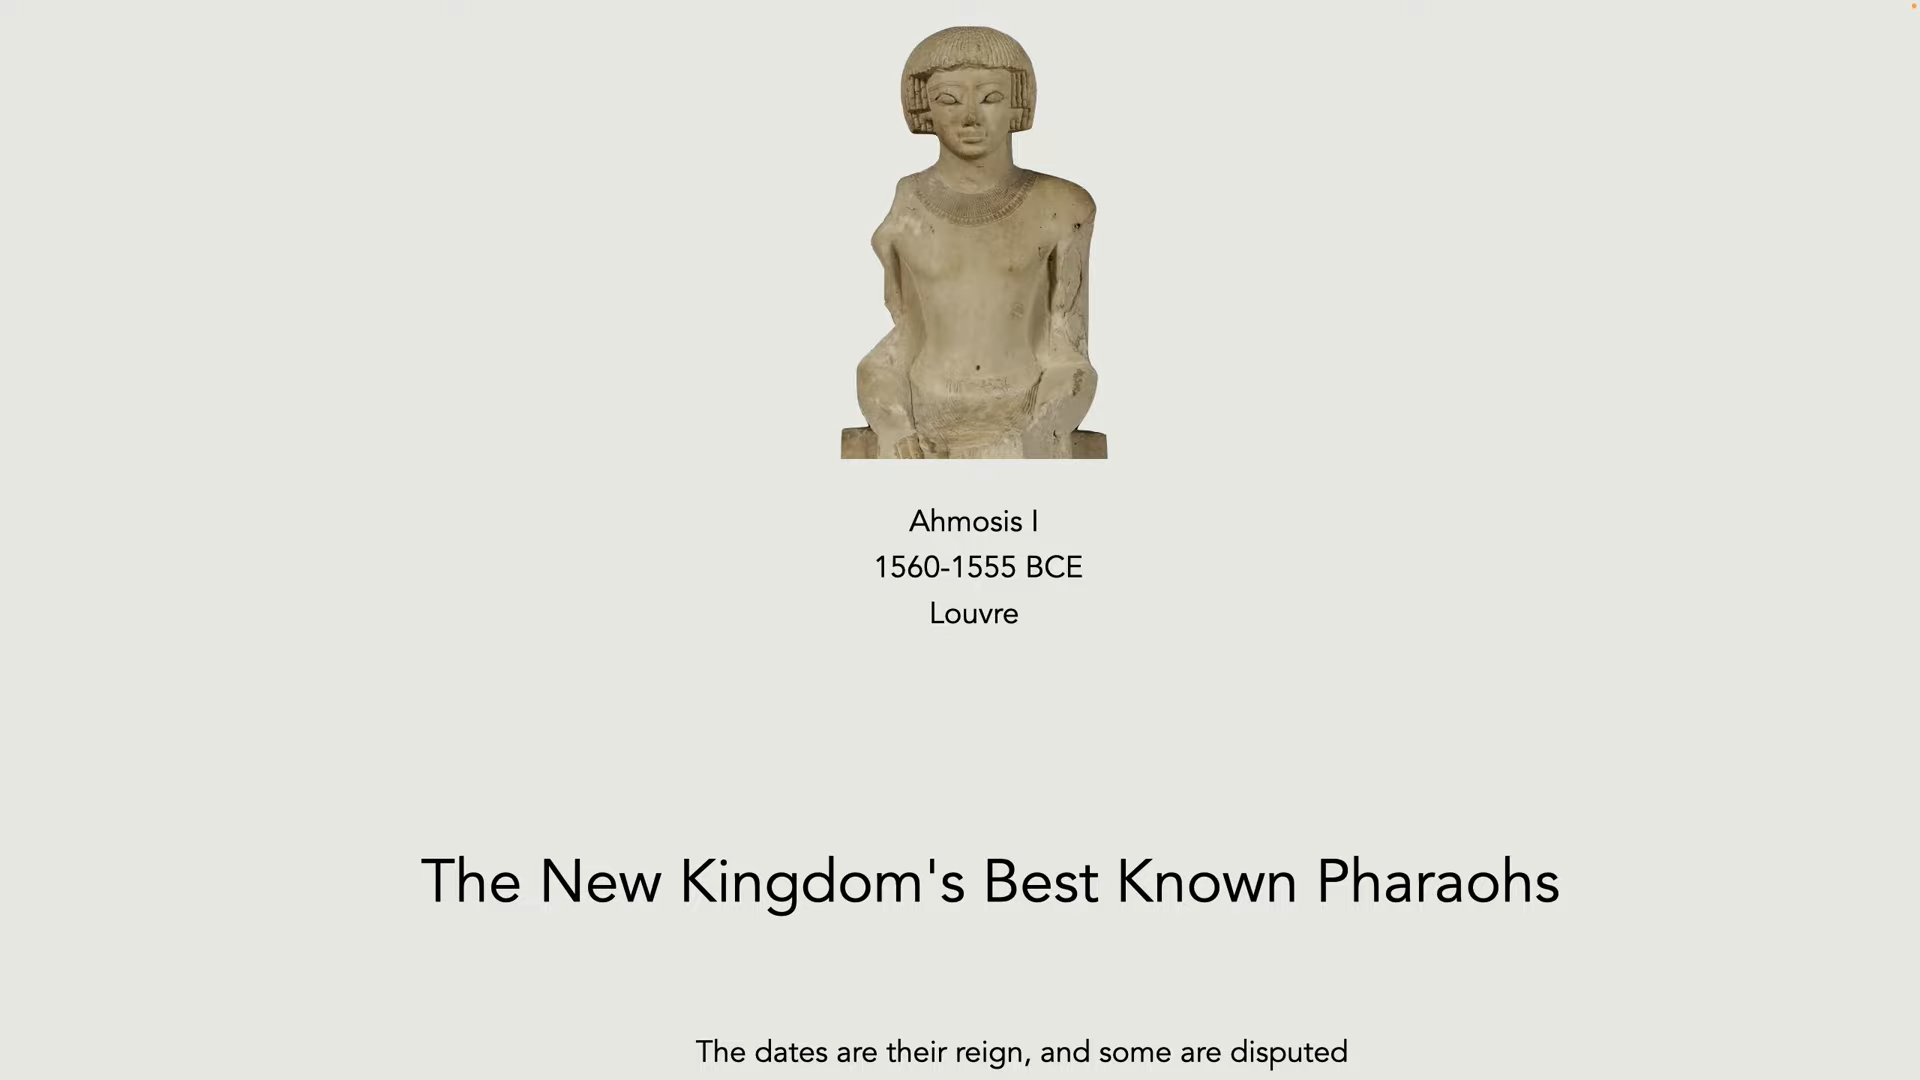 Ahmosis I
1560-1555 BCE
Louvre
The New Kingdom's Best Known Pharaohs
The dates are their reign, and some are disputed